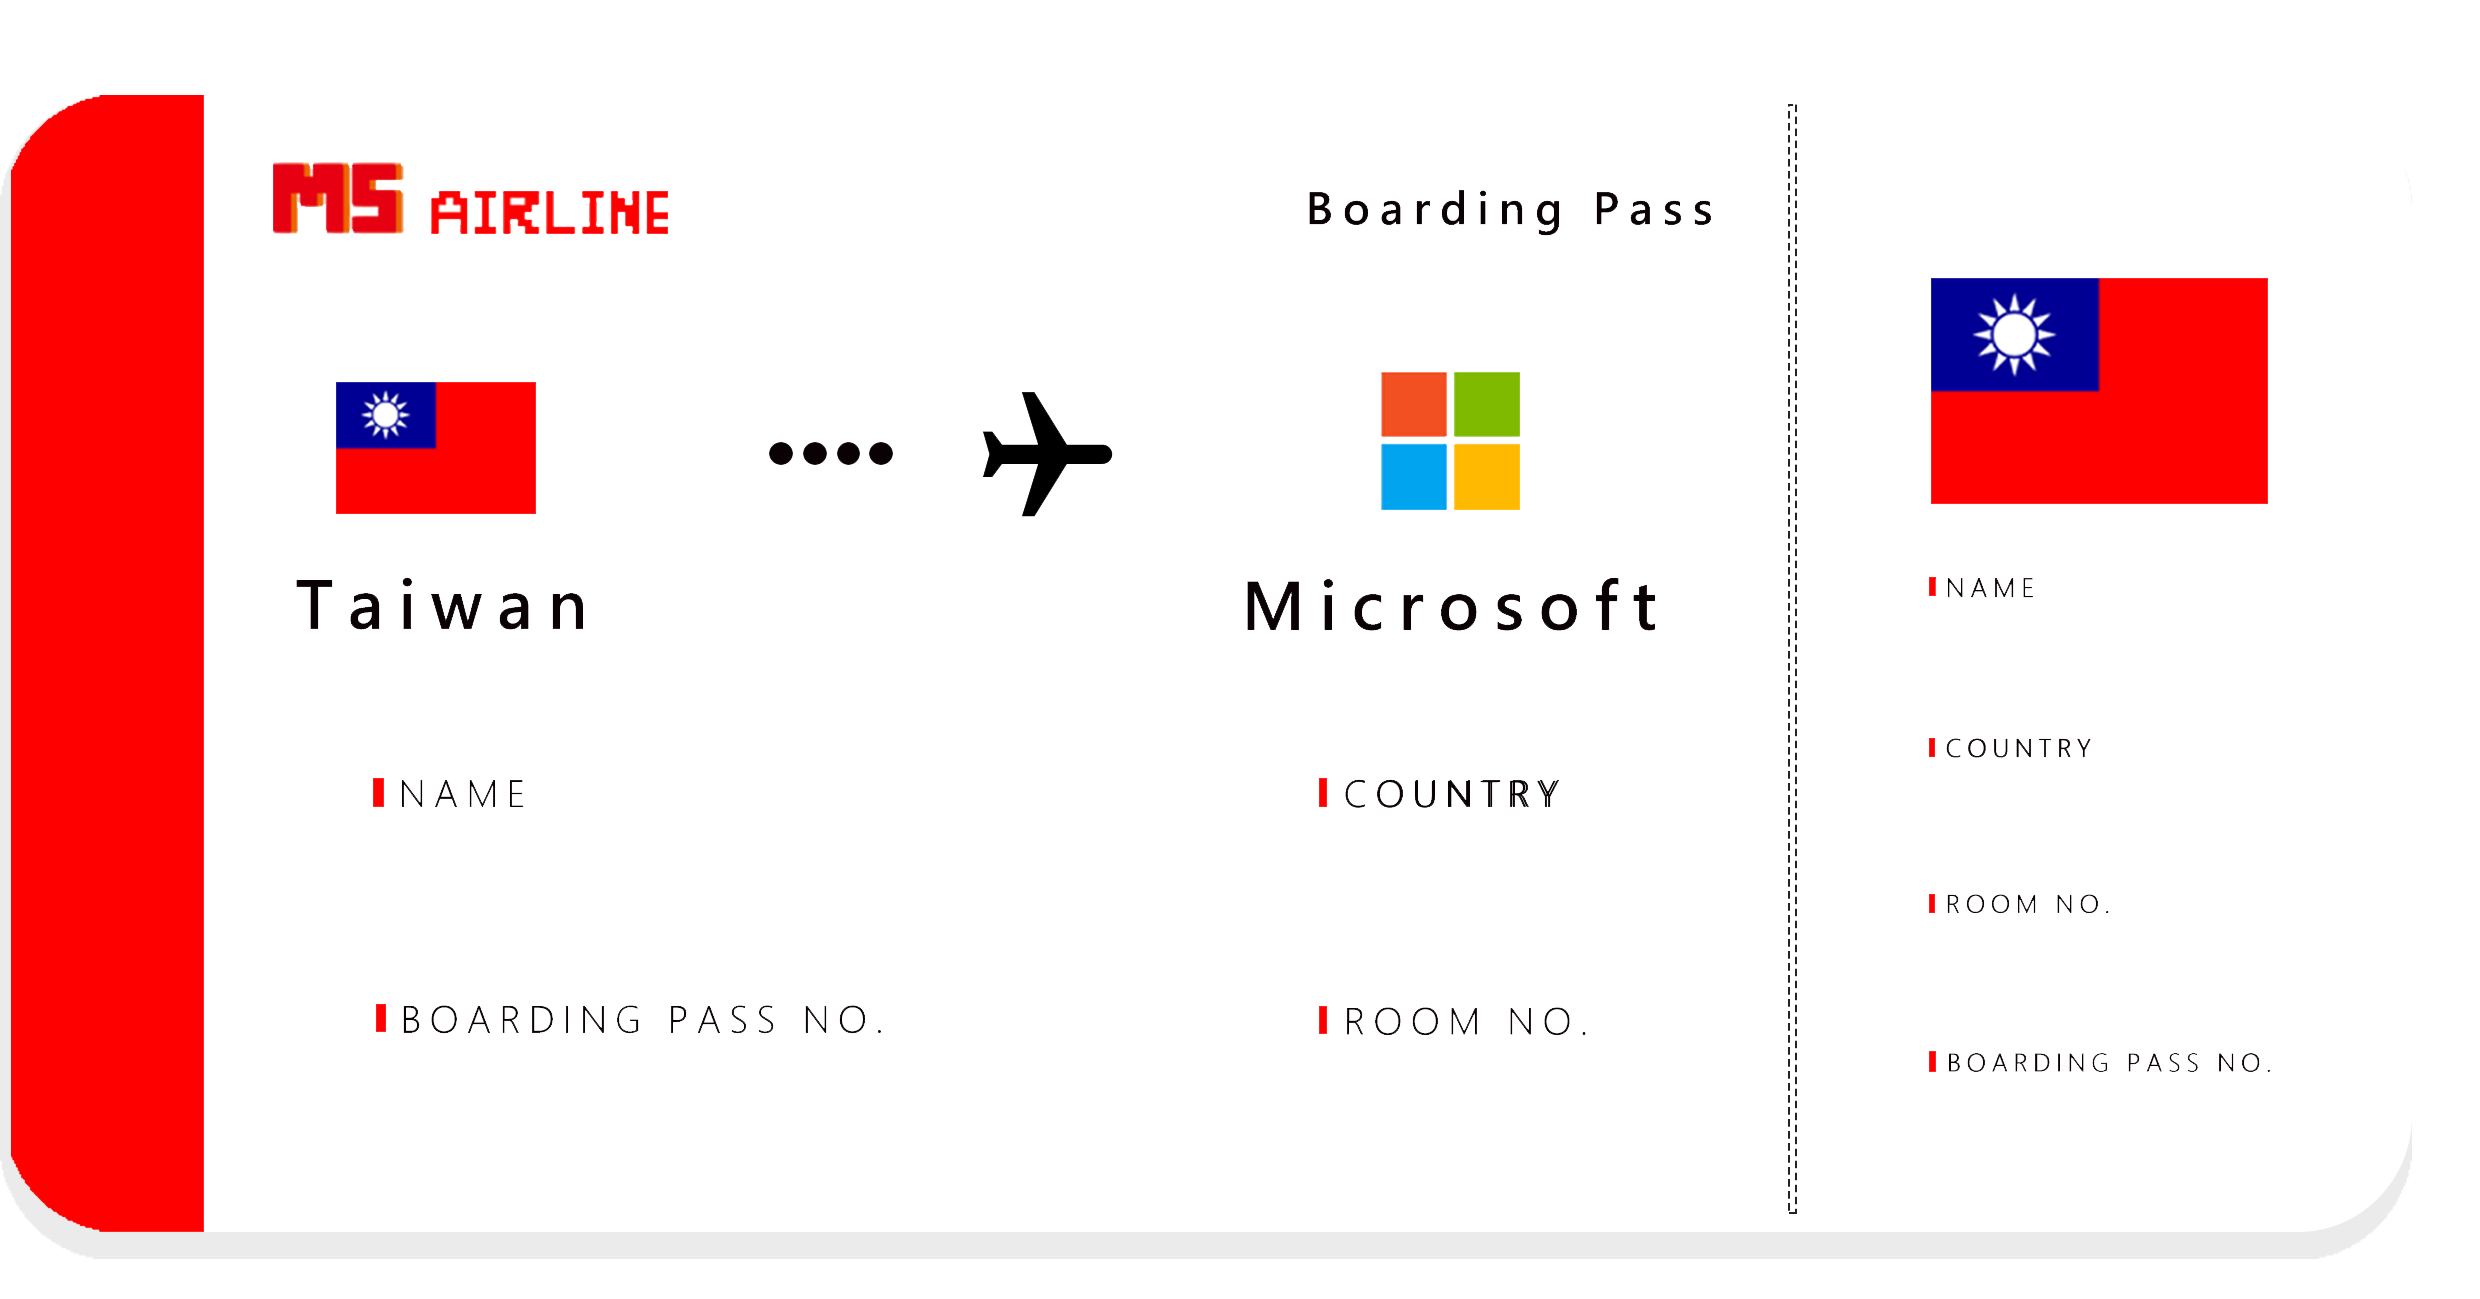 MS AIRLINE
Boarding Pass
Taiwan
Microsoft
NAME
COUNTRY
BOARDING PASS NO.
ROOM NO.
NAME
COUNTRY
ROOM NO.
BOARDING PASS NO.